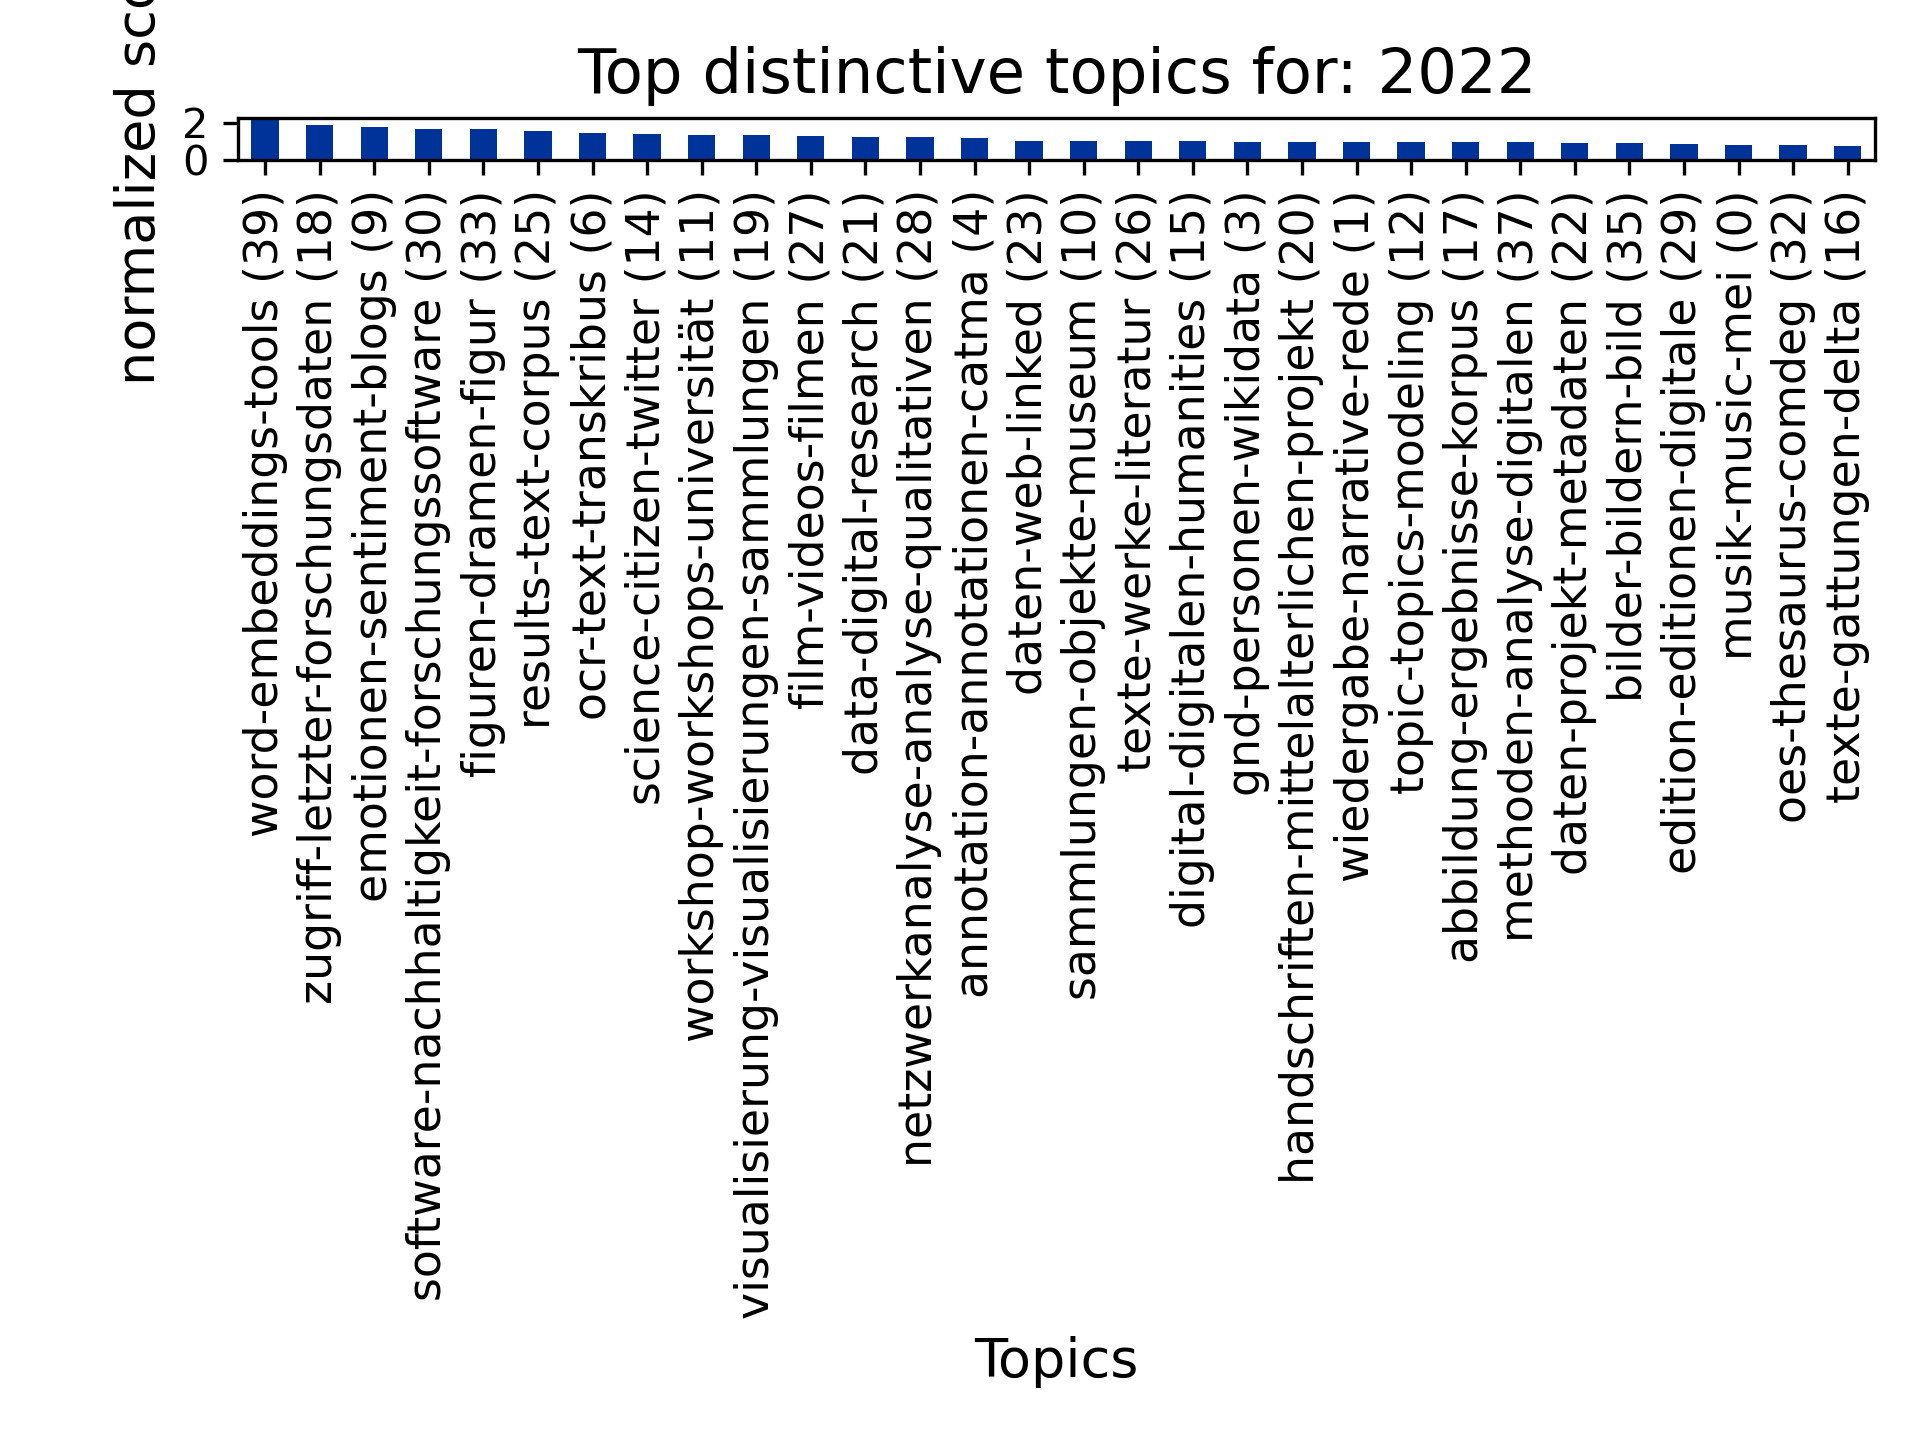 Top distinctive topics for: 2022
normalized
2
0
word-embeddings-tools (39)
zugriff-letzter-forschungsdaten (18)
emotionen-sentiment-blogs (9)
software-nachhaltigkeit-forschungssoftware (30)
figuren-dramen-figur (33)
results-text-corpus (25)
ocr-text-transkribus (6)
science-citizen-twitter (14)
workshop-workshops-universität (11)
visualisierung-visualisierungen-sammlungen (19)
film-videos-filmen (27)
data-digital-research (21)
netzwerkanalyse-analyse-qualitativen (28)
annotation-annotationen-catma (4)
daten-web-linked (23)
sammlungen-objekte-museum (10)
texte-werke-literatur (26)
digital-digitalen-humanities (15)
gnd-personen-wikidata (3)
handschriften-mittelalterlichen-projekt (20)
wiedergabe-narrative-rede (1)
topic-topics-modeling (12)
abbildung-ergebnisse-korpus (17)
methoden-analyse-digitalen (37)
daten-projekt-metadaten (22)
bilder-bildern-bild (35)
edition-editionen-digitale (29)
musik-music-mei (0)
oes-thesaurus-comdeg (32)
texte-gattungen-delta (16)
Topics